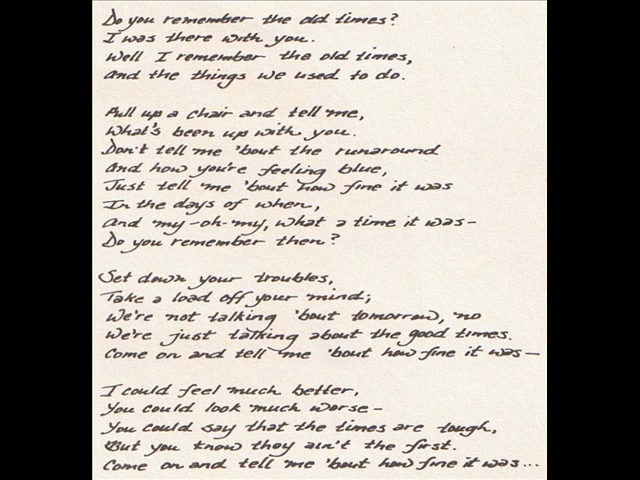 Do you remember the old times?
I was there with you.
Well I remember the old times,
And the things we used to do.
Pull up a chair and tell me,
What's been up with you.
Don't tell me 'bout the runaround
And how you're feeling blue,
Just tell me 'bout how fine it was
In the days of when,
And my-oh-my, what a time it was-
Do you remember then?
Set down your troubles,
Take a load off your mind;
We're not talking 'bout tomorrow, no
We're just talking about the good times.
Come on and tell me 'bout how fine it was—
I could feel much better,
You could look much worse-
You could say that the times are tough,
But you know they ain't the first.
Come on and tell me 'bout how fine it was...